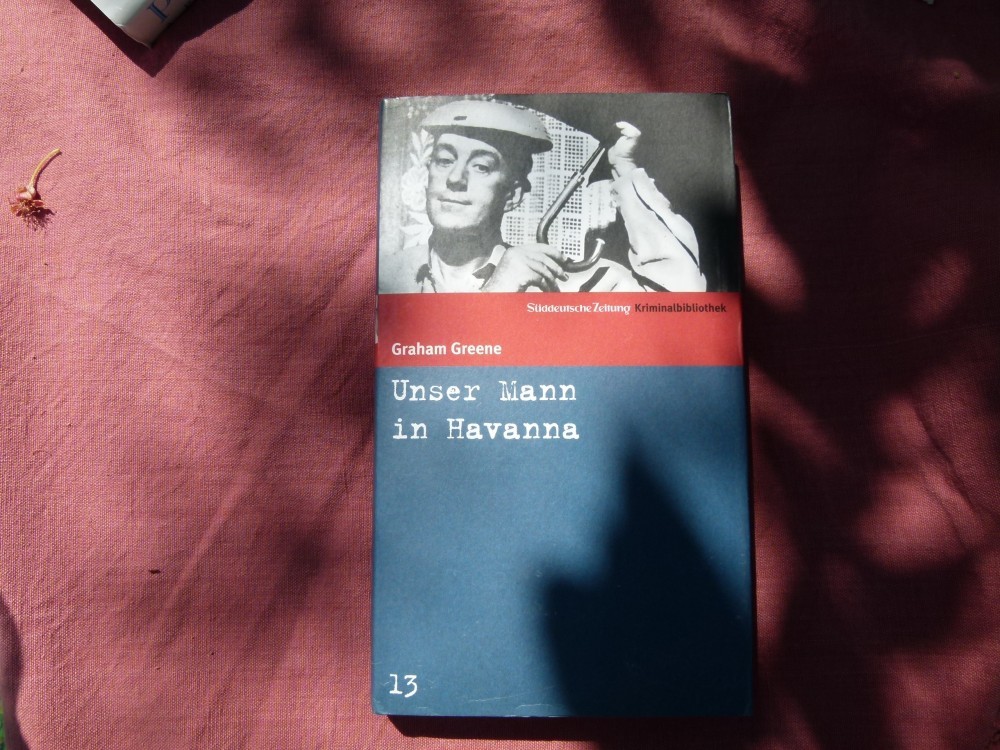 Süddeutsche Zeitung Kriminalbibliothek
Graham Greene
Unser Mann
in Havanna
13